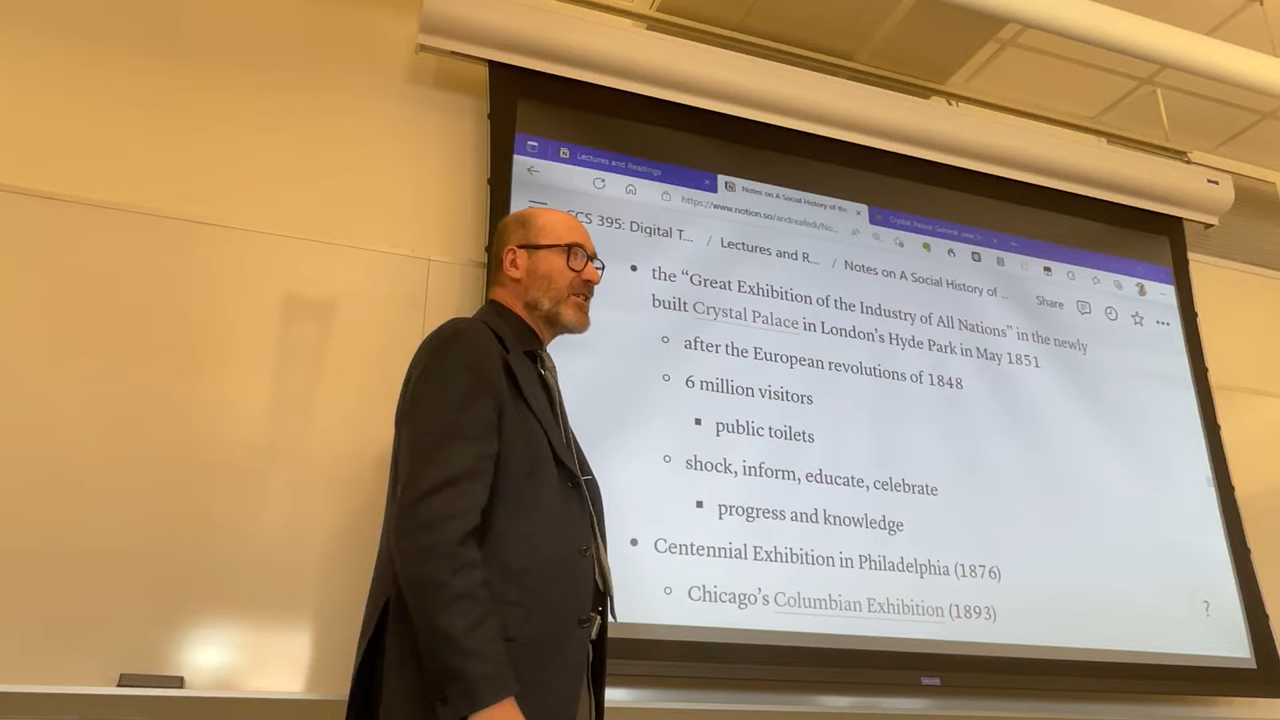 Lectures and Readings
Notes on A Social History of the
Crystal Palace General view
https://www.notion.so/andreafedi/No...
CCS 395: Digital T... / Lectures and R... / Notes on A Social History of ...
Share
• the “Great Exhibition of the Industry of All Nations” in the newly
built Crystal Palace in London’s Hyde Park in May 1851
○ after the European revolutions of 1848
○ 6 million visitors
▪ public toilets
○ shock, inform, educate, celebrate
▪ progress and knowledge
• Centennial Exhibition in Philadelphia (1876)
○ Chicago’s Columbian Exhibition (1893)
?